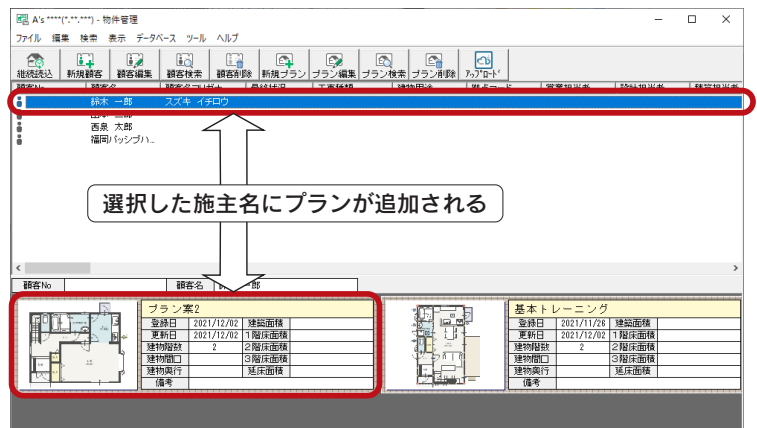 A's ****(*.**.***) - 物件管理
ファイル 編集 検索 表示 データベース ツール ヘルプ
継続読込 新規顧客 顧客編集 顧客検索 顧客削除 新規プラン プラン編集 プラン検索 プラン削除 アップロード
鈴木 一郎 スズキ イチロウ
西泉 太郎
福岡パッシブハ...
選択した施主名にプランが追加される
顧客No 顧客名
プラン案2
登録日 2021/12/02 建築面積
更新日 2021/12/02 1階床面積
建物階数 2 2階床面積
建物間口 3階床面積
建物奥行 延床面積
備考
基本トレーニング
登録日 2021/11/26 建築面積
更新日 2021/12/02 1階床面積
建物階数 2 2階床面積
建物間口 3階床面積
建物奥行 延床面積
備考